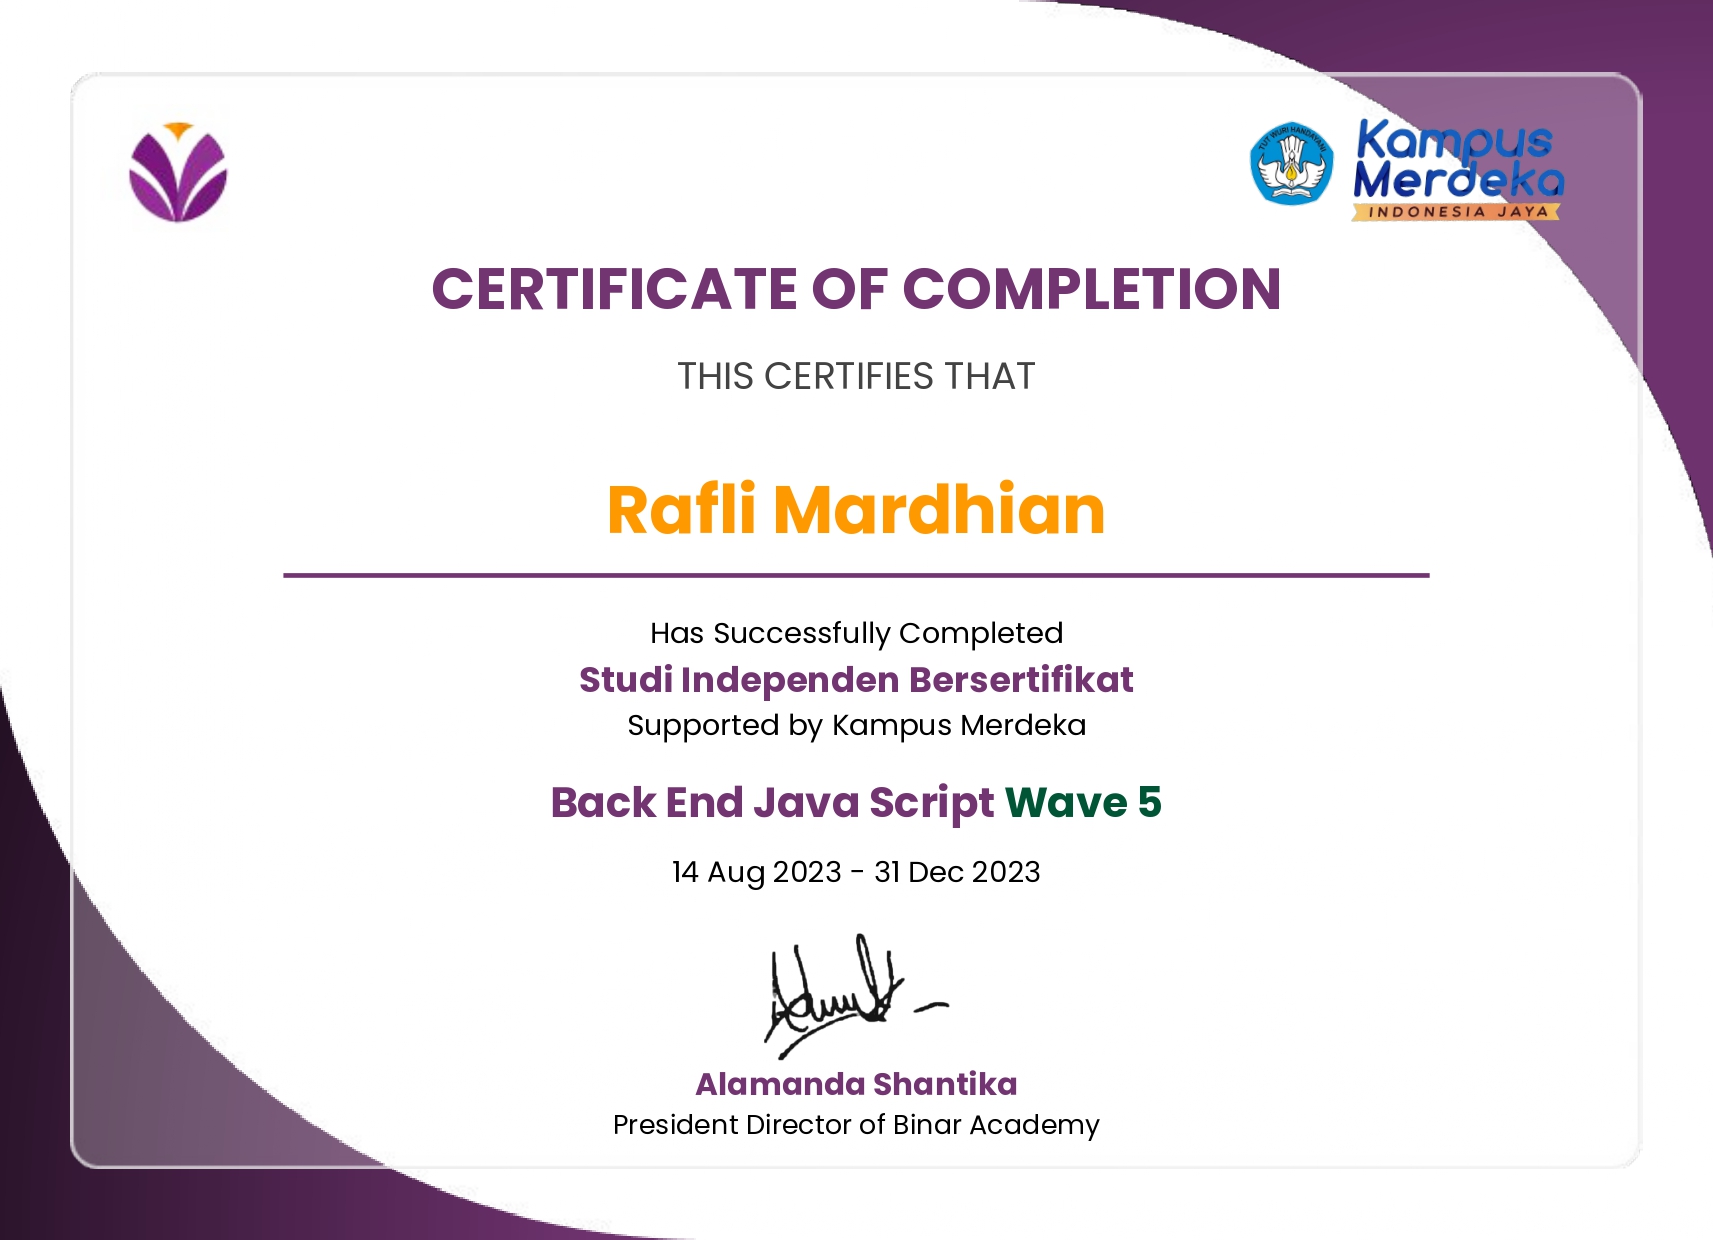 TUT WURI HANDAYANI
Kampus
Merdeka
INDONESIA JAYA
CERTIFICATE OF COMPLETION
THIS CERTIFIES THAT
Rafli Mardhian
Has Successfully Completed
Studi Independen Bersertifikat
Supported by Kampus Merdeka
Back End Java Script Wave 5
14 Aug 2023 - 31 Dec 2023
Alamanda Shantika
President Director of Binar Academy